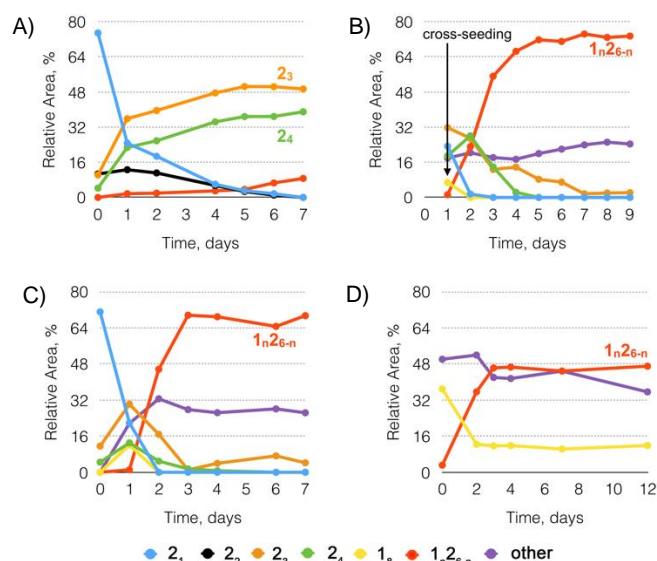 A)
Relative Area, %
80
64
48
32
16
0
2₃
2₄
0 1 2 3 4 5 6 7
Time, days
B)
Relative Area, %
80
64
48
32
16
0
cross-seeding
1ₙ2₆₋ₙ
0 1 2 3 4 5 6 7 8 9
Time, days
C)
Relative Area, %
80
64
48
32
16
0
1ₙ2₆₋ₙ
0 1 2 3 4 5 6 7
Time, days
D)
Relative Area, %
80
64
48
32
16
0
1ₙ2₆₋ₙ
0 2 4 6 8 10 12
Time, days
2₁ 2₂ 2₃ 2₄ 1ₙ2₆₋ₙ other